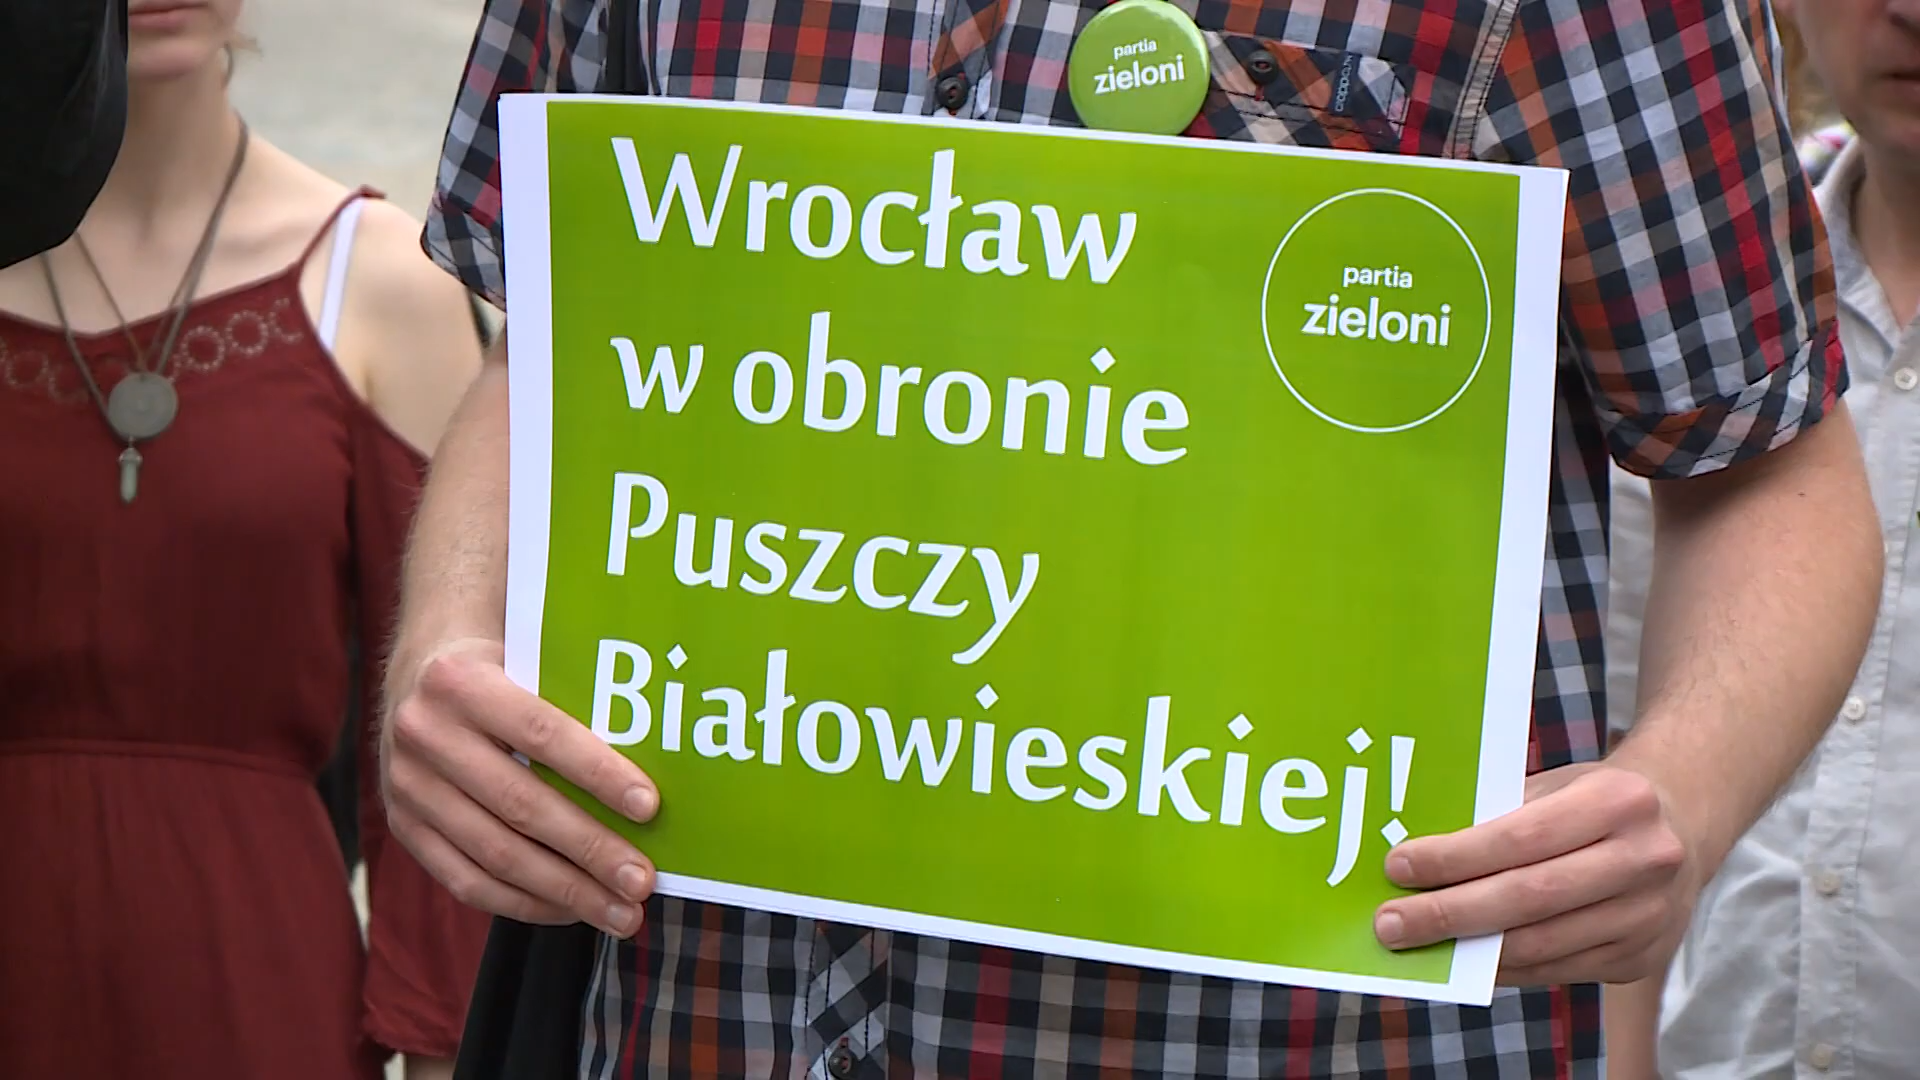 partia
zieloni
Wrocław
w obronie
Puszczy
Białowieskiej!
partia
zieloni